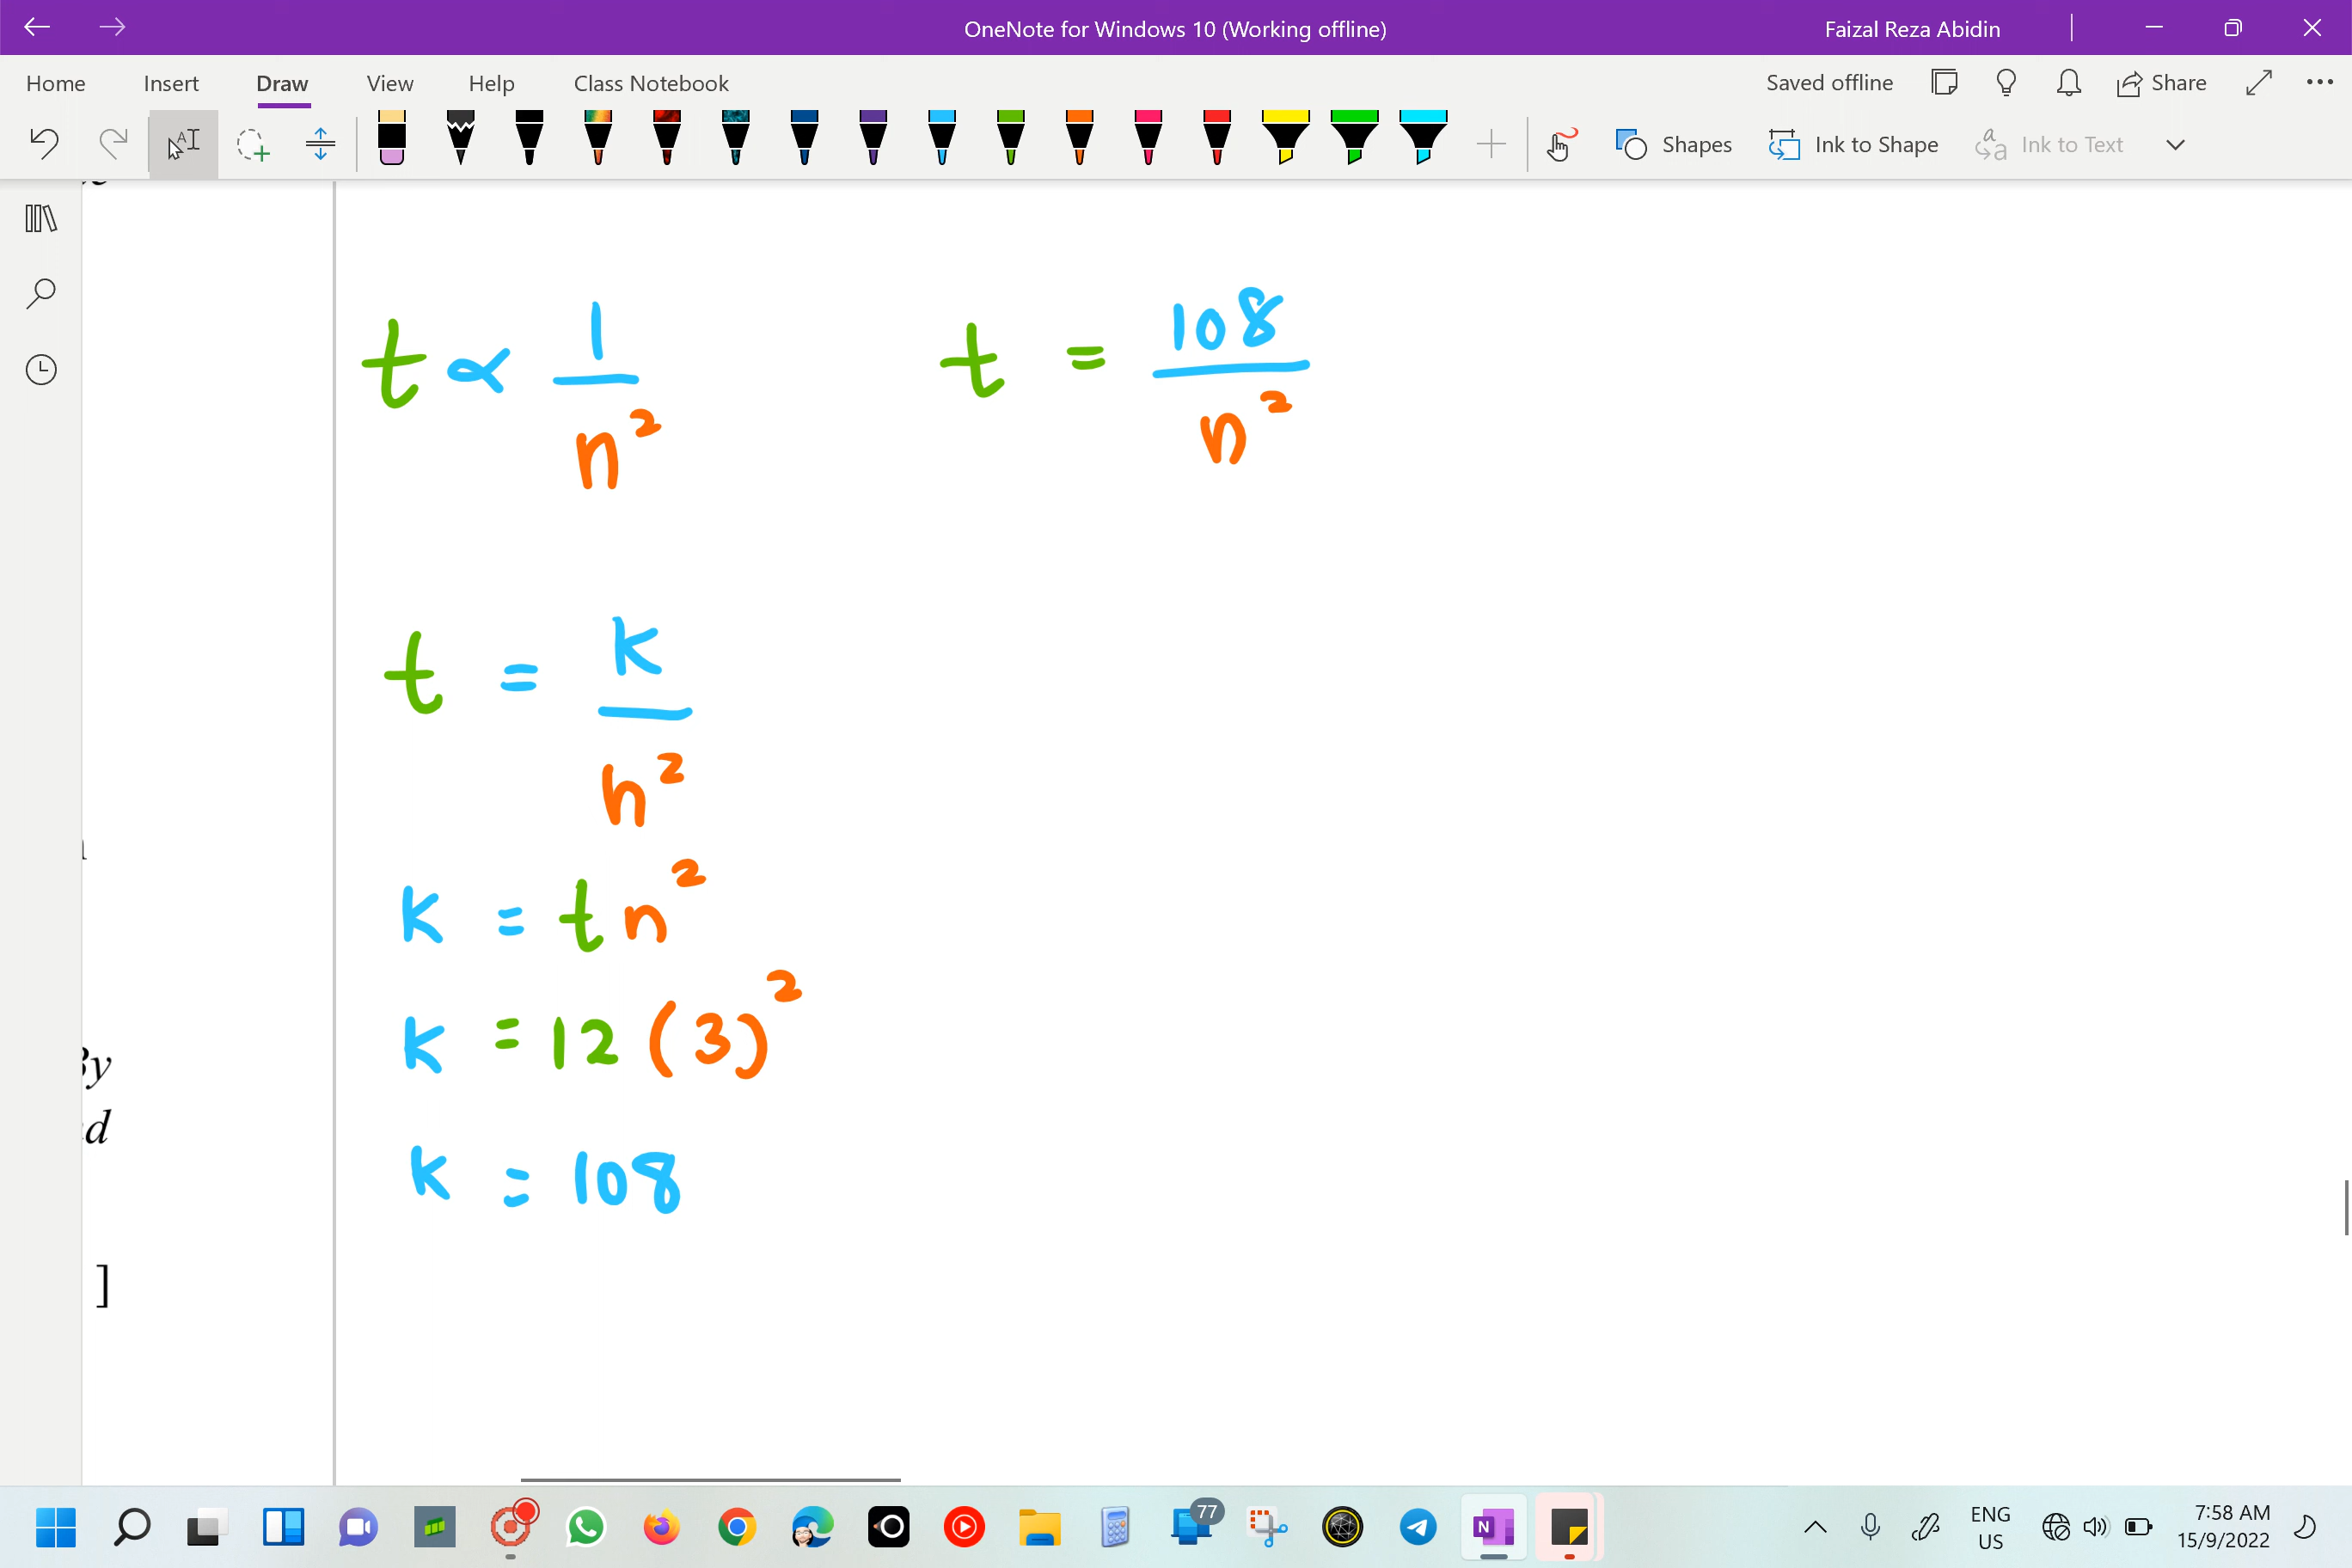 OneNote for Windows 10 (Working offline)
Faizal Reza Abidin
Home Insert Draw View Help Class Notebook
Saved offline Share
Shapes Ink to Shape Ink to Text
t ∝ 1/n²
t = 108/n²
t = k/n²
k = t n²
k = 12 (3)²
k = 108
y
d
]
77
ENG
US
7:58 AM
15/9/2022